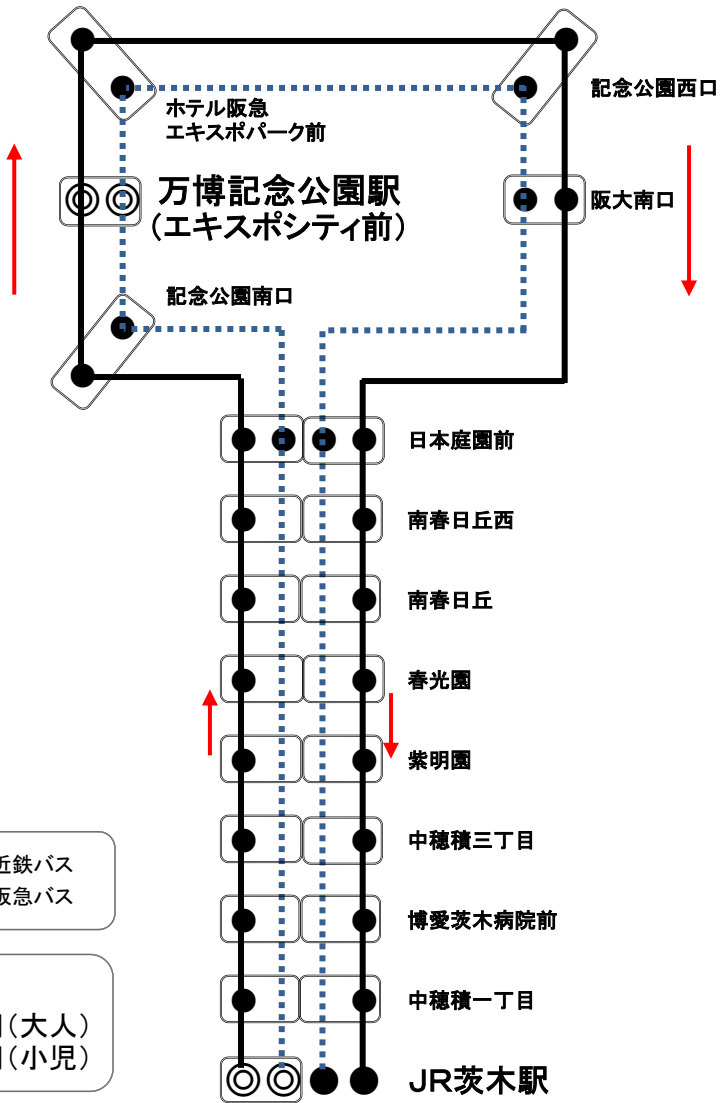 ホテル阪急
エキスポパーク前
記念公園西口
万博記念公園駅
(エキスポシティ前)
阪大南口
記念公園南口
日本庭園前
南春日丘西
南春日丘
春光園
紫明園
中穂積三丁目
近鉄バス
阪急バス
博愛茨木病院前
中穂積一丁目
(大人)
(小児)
JR茨木駅